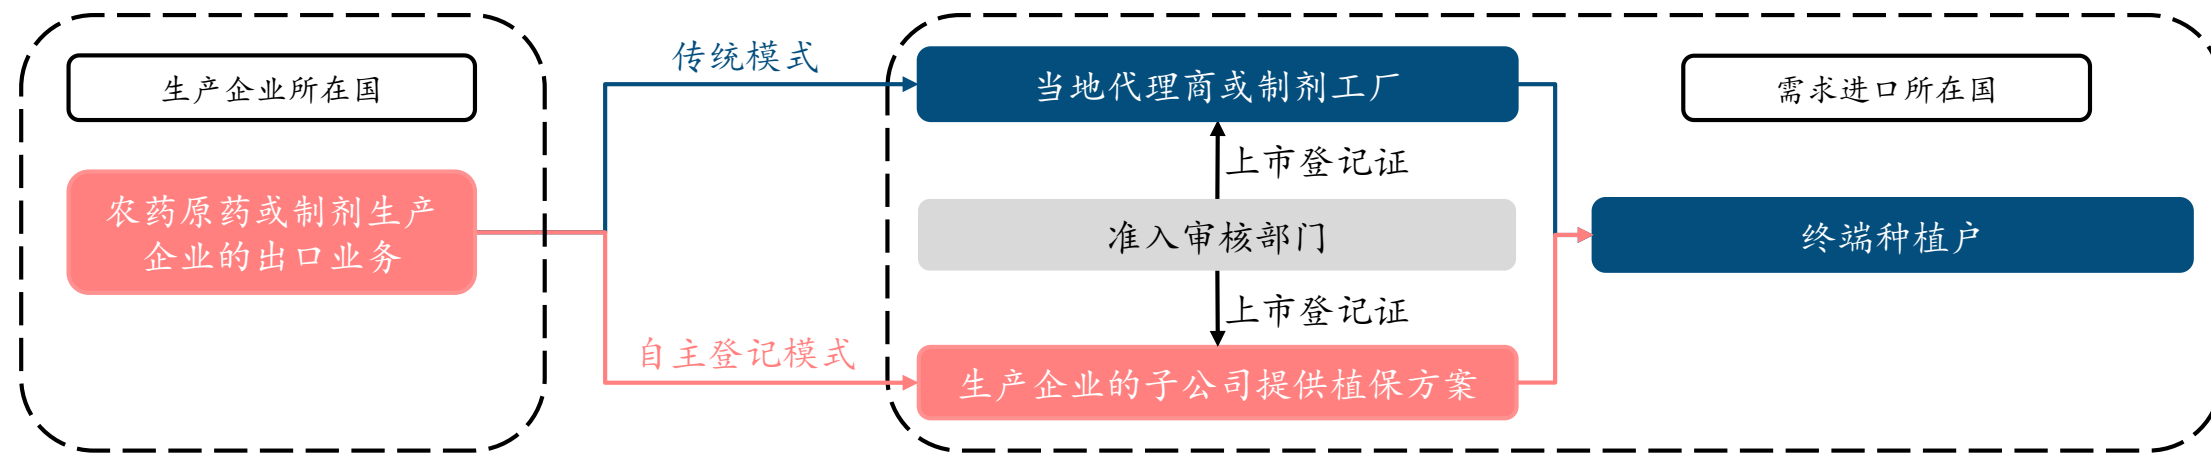 生产企业所在国
农药原药或制剂生产
企业的出口业务
传统模式
自主登记模式
当地代理商或制剂工厂
上市登记证
准入审核部门
上市登记证
生产企业的子公司提供植保方案
需求进口所在国
终端种植户